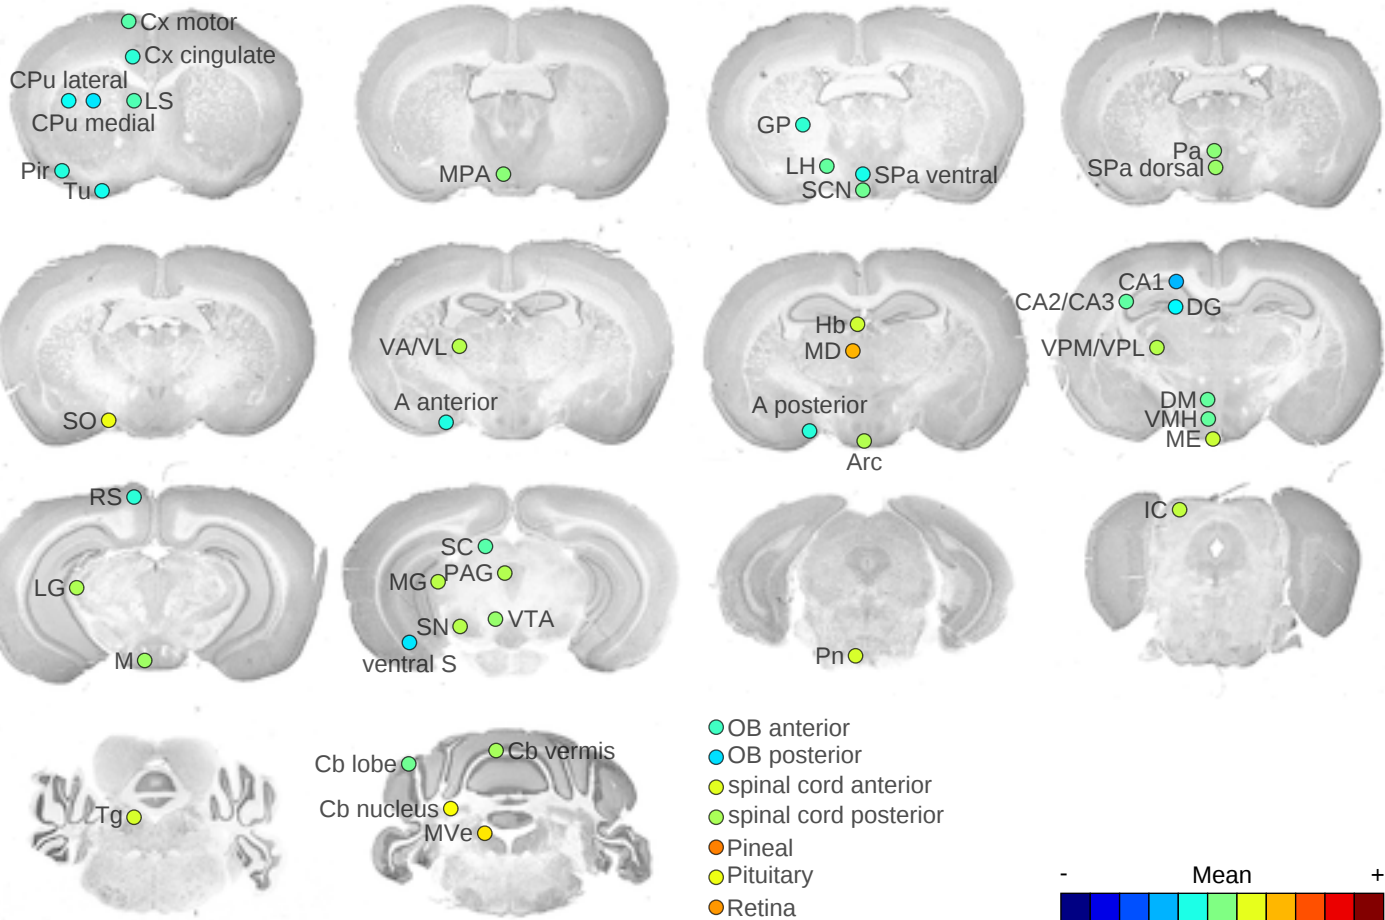 Cx motor
Cx cingulate
CPu lateral
LS
CPu medial
Pir
Tu
MPA
GP
LH
SPa ventral
SCN
Pa
SPa dorsal
SO
VA/VL
A anterior
Hb
MD
A posterior
Arc
CA1
CA2/CA3
DG
VPM/VPL
DM
VMH
ME
RS
LG
M
SC
PAG
MG
VTA
SN
ventral S
Pn
IC
Tg
Cb vermis
Cb lobe
Cb nucleus
MVe
OB anterior
OB posterior
spinal cord anterior
spinal cord posterior
Pineal
Pituitary
Retina
- Mean +